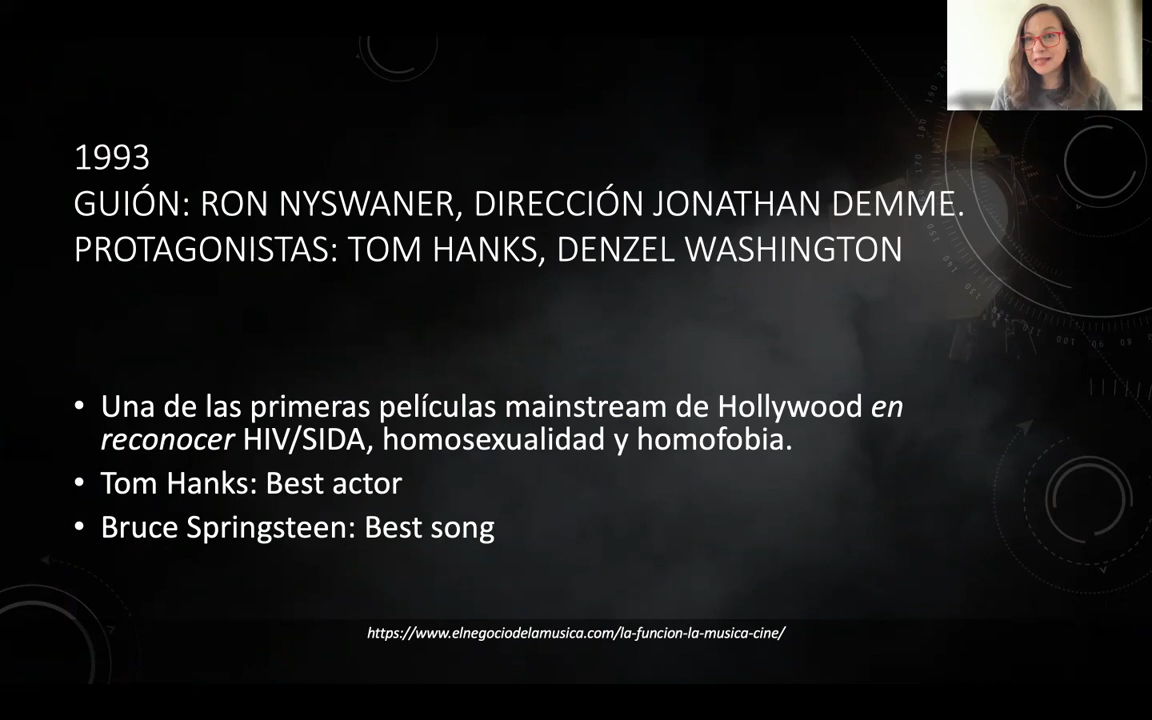 1993
GUIÓN: RON NYSWANER, DIRECCIÓN JONATHAN DEMME.
PROTAGONISTAS: TOM HANKS, DENZEL WASHINGTON
• Una de las primeras películas mainstream de Hollywood en
reconocer HIV/SIDA, homosexualidad y homofobia.
• Tom Hanks: Best actor
• Bruce Springsteen: Best song
https://www.elnegociodelamusica.com/la-funcion-la-musica-cine/